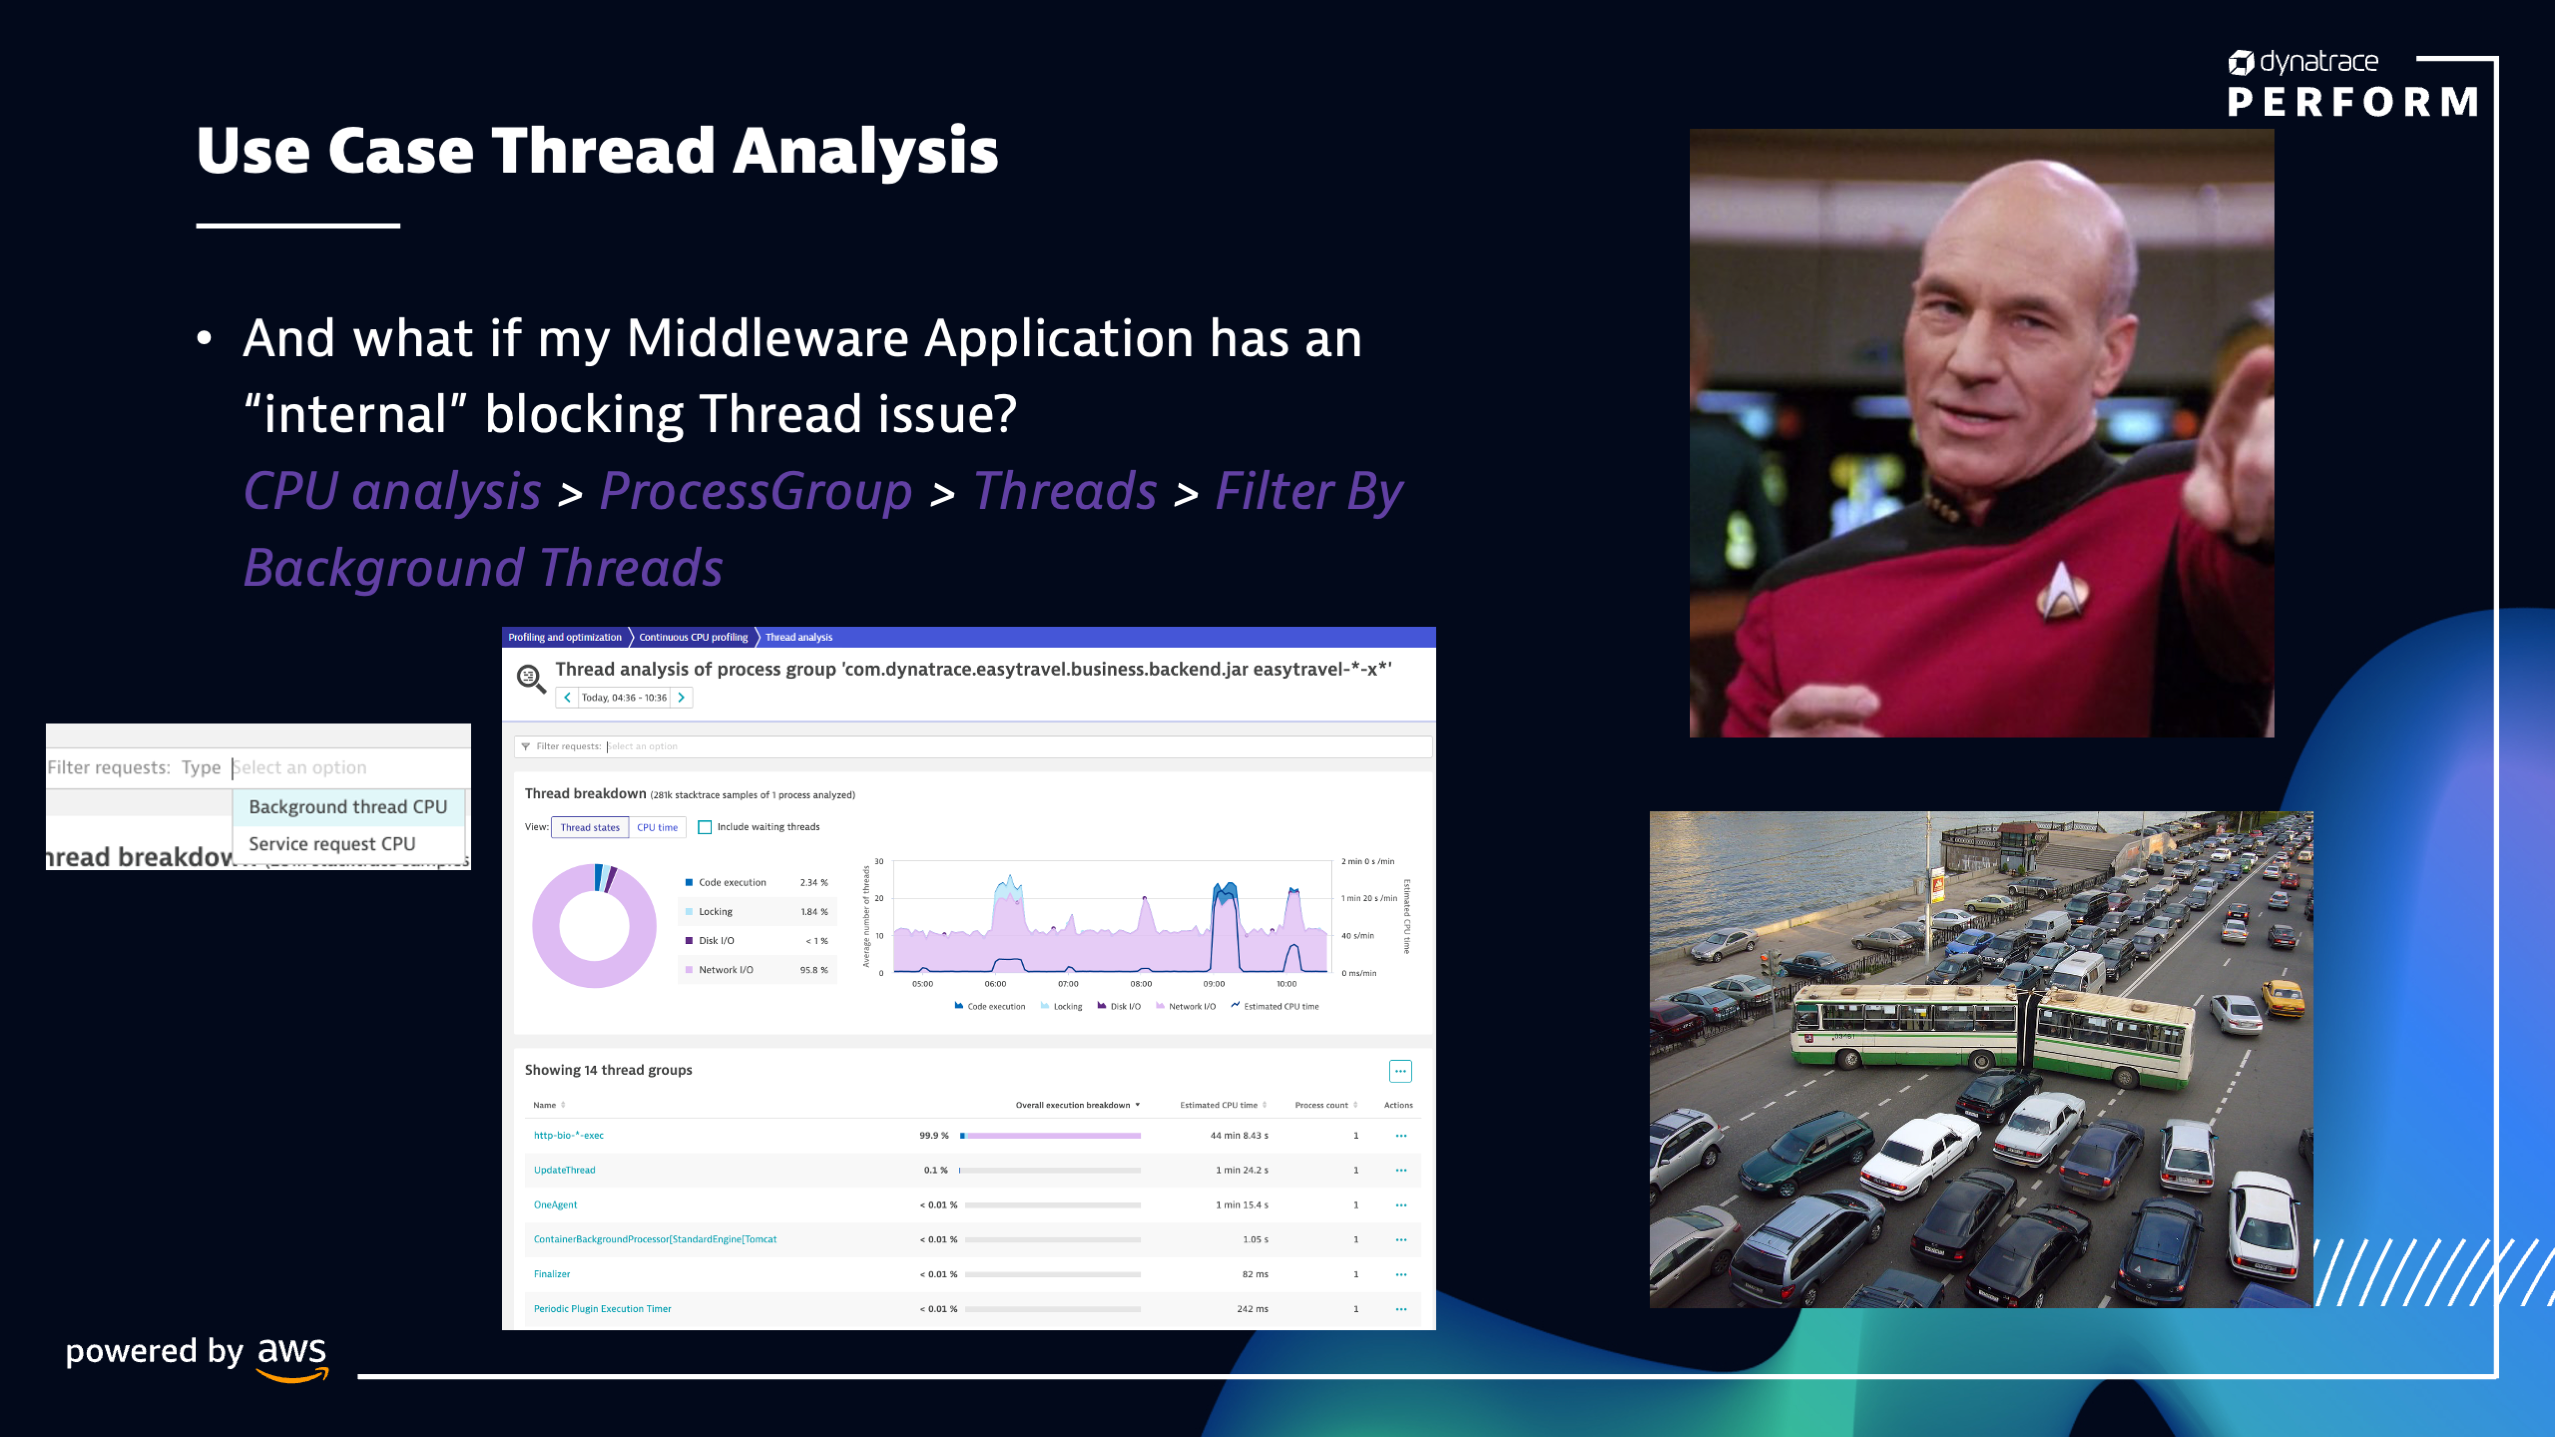 dynatrace
PERFORM
Use Case Thread Analysis
• And what if my Middleware Application has an
“internal” blocking Thread issue?
CPU analysis > ProcessGroup > Threads > Filter By
Background Threads
Filter requests: Type Select an option
Background thread CPU
Service request CPU
Profiling and optimization
Continuous CPU profiling
Thread analysis
Thread analysis of process group 'com.dynatrace.easytravel.business.backend.jar easytravel-*-x*'
Today, 04:36 - 10:36
Filter requests: Select an option
Thread breakdown (281k stacktrace samples of 1 process analyzed)
View: Thread states CPU time Include waiting threads
Code execution 2.34 %
Locking 1.84 %
Disk I/O < 1 %
Network I/O 95.8 %
Average number of threads
30
20
10
0
2 min 0 s /min
1 min 20 s /min
40 s/min
0 ms/min
Estimated CPU time
05:00 06:00 07:00 08:00 09:00 10:00
Code execution Locking Disk I/O Network I/O Estimated CPU time
Showing 14 thread groups
...
Name Overall execution breakdown Estimated CPU time Process count Actions
http-bio-*-exec 99.9 % 44 min 8.43 s 1 ...
UpdateThread 0.1 % 1 min 24.2 s 1 ...
OneAgent < 0.01 % 1 min 15.4 s 1 ...
ContainerBackgroundProcessor[StandardEngine[Tomcat < 0.01 % 1.05 s 1 ...
Finalizer < 0.01 % 82 ms 1 ...
Periodic Plugin Execution Timer < 0.01 % 242 ms 1 ...
powered by aws